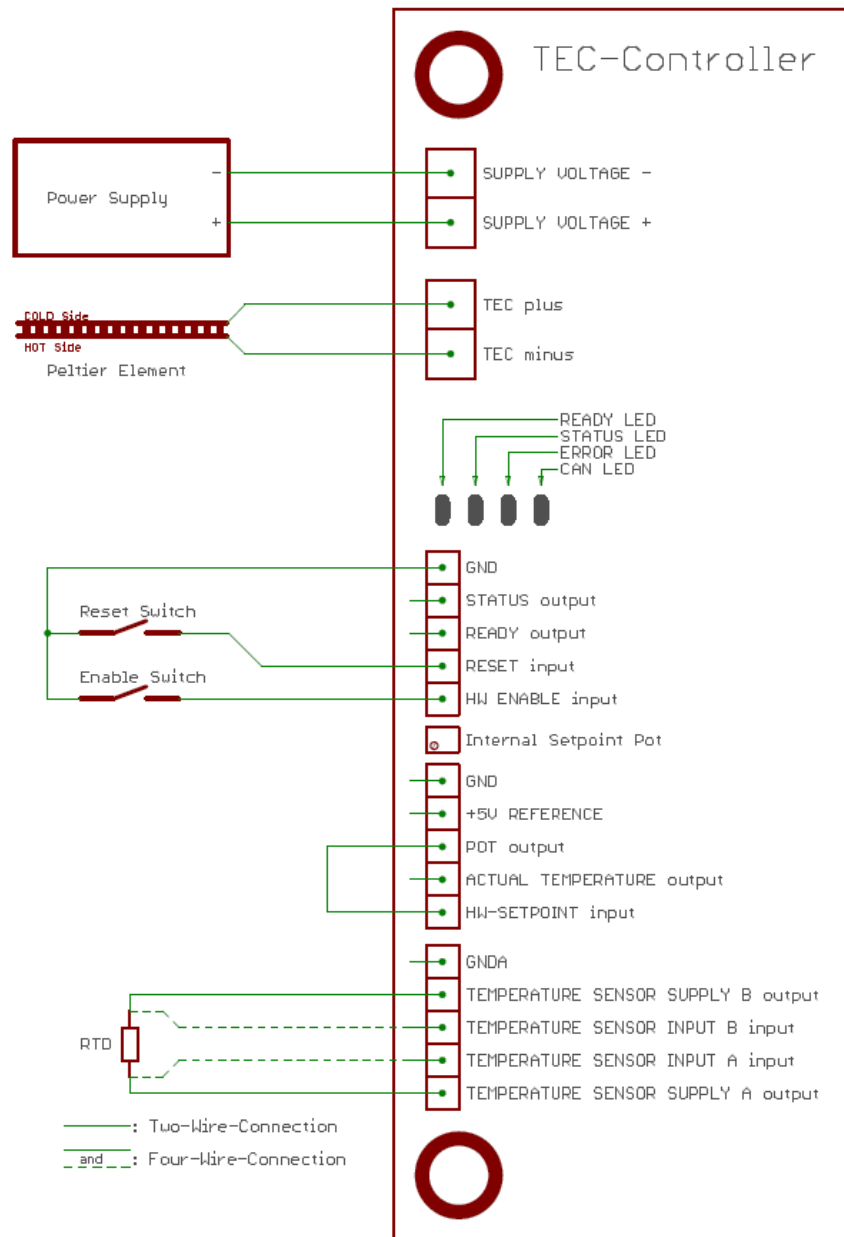 TEC-Controller
Power Supply
-
+
SUPPLY VOLTAGE -
SUPPLY VOLTAGE +
COLD Side
HOT Side
Peltier Element
TEC plus
TEC minus
READY LED
STATUS LED
ERROR LED
CAN LED
GND
STATUS output
Reset Switch
READY output
RESET input
Enable Switch
HW ENABLE input
Internal Setpoint Pot
GND
+5V REFERENCE
POT output
ACTUAL TEMPERATURE output
HW-SETPOINT input
GNDA
TEMPERATURE SENSOR SUPPLY B output
TEMPERATURE SENSOR INPUT B input
RTD
TEMPERATURE SENSOR INPUT A input
TEMPERATURE SENSOR SUPPLY A output
: Two-Wire-Connection
and : Four-Wire-Connection